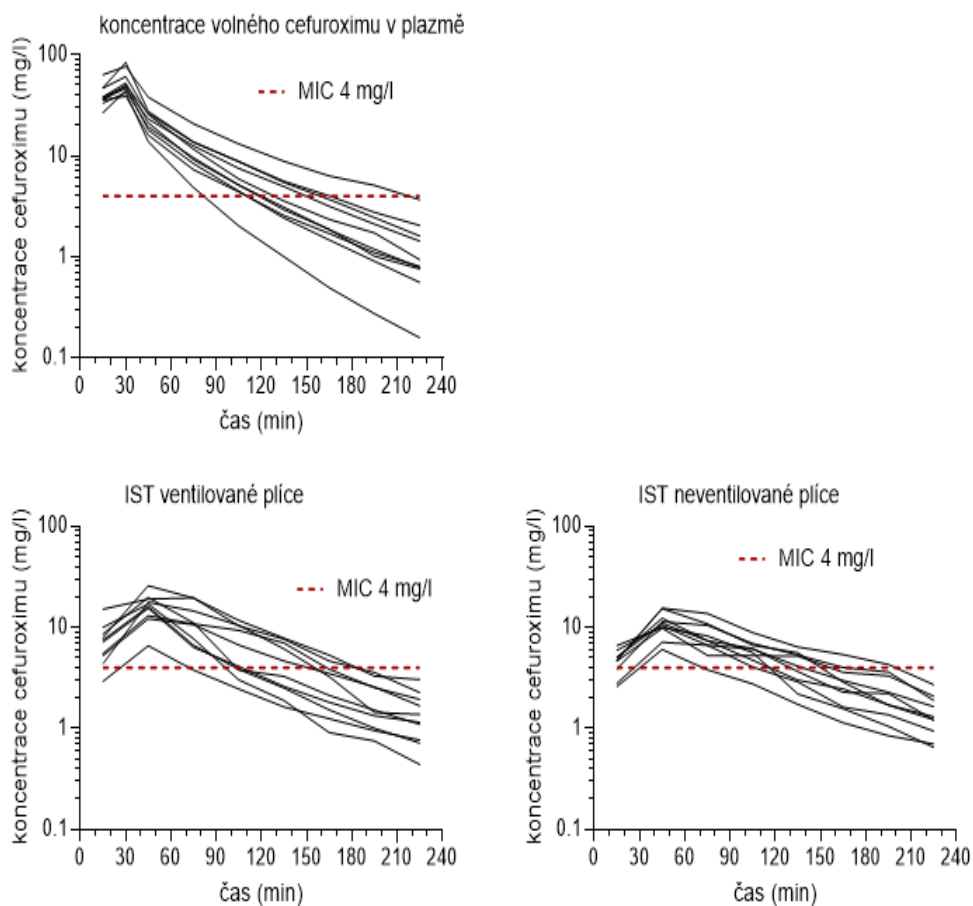 koncentrace volného cefuroximu v plazmě
koncentrace cefuroximu (mg/l)
100
10
1
0.1
MIC 4 mg/l
0 30 60 90 120 150 180 210 240
čas (min)
IST ventilované plíce
koncentrace cefuroximu (mg/l)
100
10
1
0.1
MIC 4 mg/l
0 30 60 90 120 150 180 210 240
čas (min)
IST neventilované plíce
koncentrace cefuroximu (mg/l)
100
10
1
0.1
MIC 4 mg/l
0 30 60 90 120 150 180 210 240
čas (min)